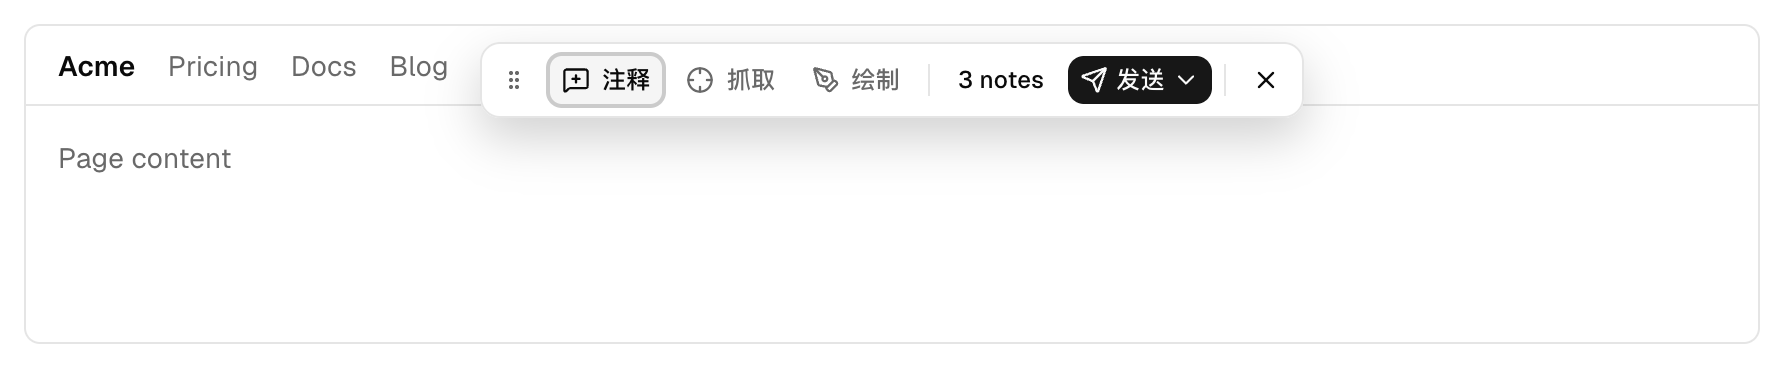 Acme Pricing Docs Blog
注释 抓取 绘制 3 notes 发送
Page content